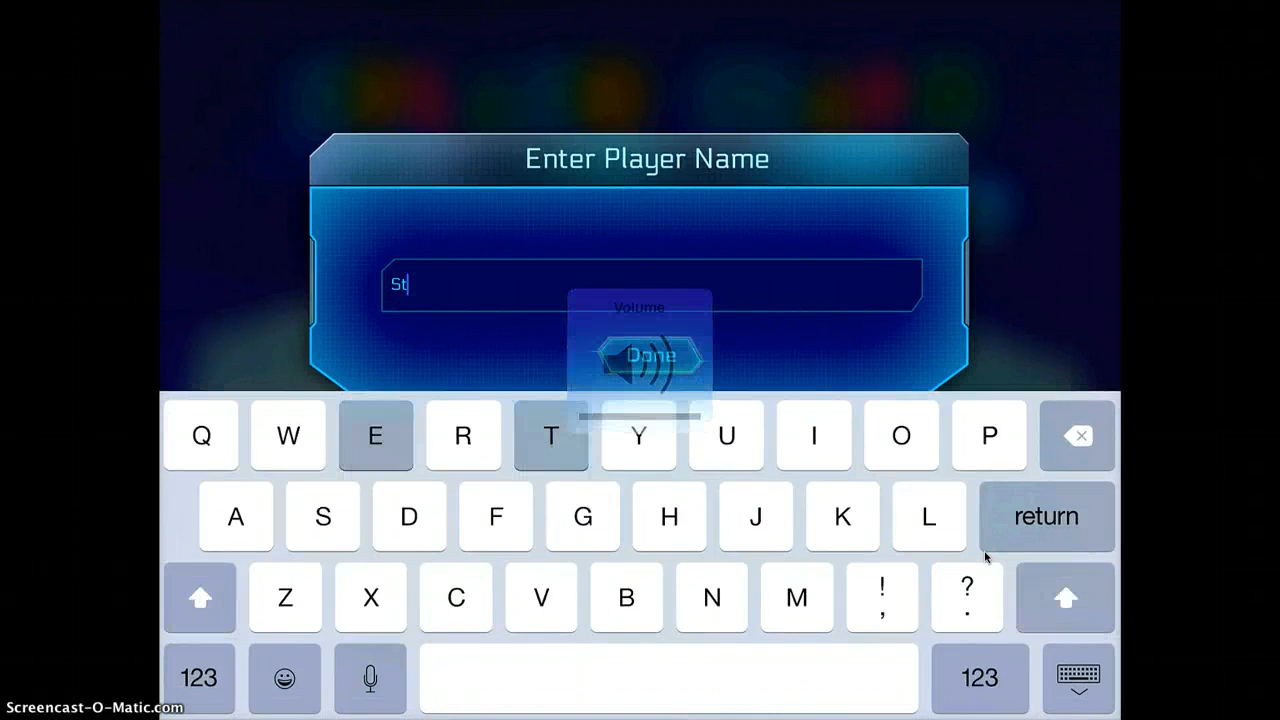 Enter Player Name
St
Volume
Done
Q W E R T Y U I O P
A S D F G H J K L return
Z X C V B N M ! , ? .
123 123
Screencast-O-Matic.com